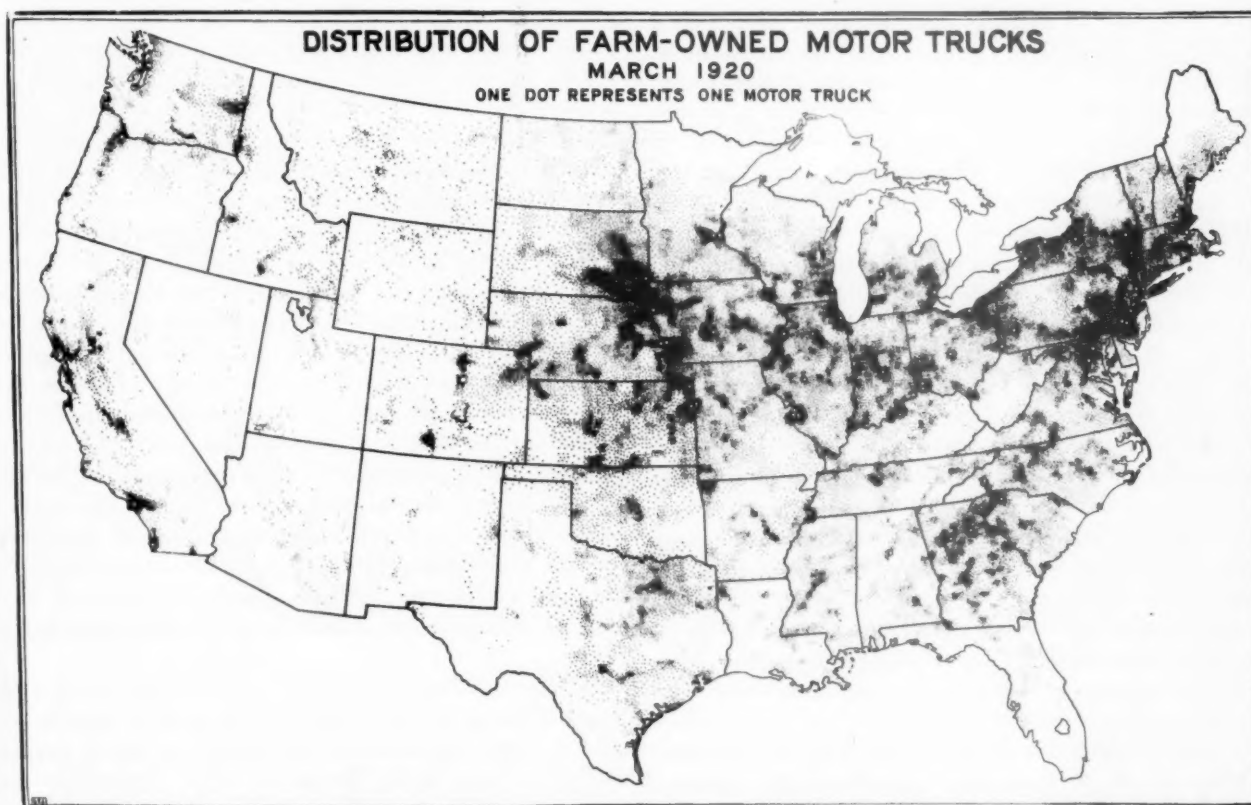 DISTRIBUTION OF FARM-OWNED MOTOR TRUCKS
MARCH 1920
ONE DOT REPRESENTS ONE MOTOR TRUCK